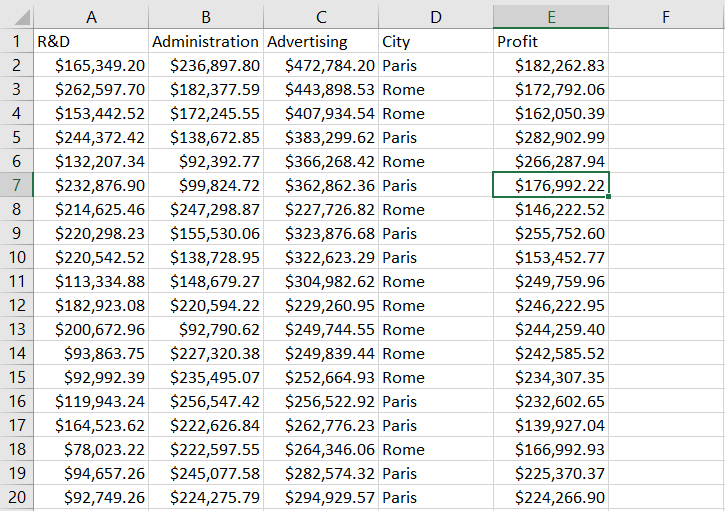 A B C D E F
1 R&D Administration Advertising City Profit
2 $165,349.20 $236,897.80 $472,784.20 Paris $182,262.83
3 $262,597.70 $182,377.59 $443,898.53 Rome $172,792.06
4 $153,442.52 $172,245.55 $407,934.54 Rome $162,050.39
5 $244,372.42 $138,672.85 $383,299.62 Paris $282,902.99
6 $132,207.34 $92,392.77 $366,268.42 Rome $266,287.94
7 $232,876.90 $99,824.72 $362,862.36 Paris $176,992.22
8 $214,625.46 $247,298.87 $227,726.82 Rome $146,222.52
9 $220,298.23 $155,530.06 $323,876.68 Paris $255,752.60
10 $220,542.52 $138,728.95 $322,623.29 Paris $153,452.77
11 $113,334.88 $148,679.27 $304,982.62 Rome $249,759.96
12 $182,923.08 $220,594.22 $229,260.95 Rome $246,222.95
13 $200,672.96 $92,790.62 $249,744.55 Rome $244,259.40
14 $93,863.75 $227,320.38 $249,839.44 Rome $242,585.52
15 $92,992.39 $235,495.07 $252,664.93 Rome $234,307.35
16 $119,943.24 $256,547.42 $256,522.92 Paris $232,602.65
17 $164,523.62 $222,626.84 $262,776.23 Paris $139,927.04
18 $78,023.22 $222,597.55 $264,346.06 Rome $166,992.93
19 $94,657.26 $245,077.58 $282,574.32 Paris $225,370.37
20 $92,749.26 $224,275.79 $294,929.57 Paris $224,266.90